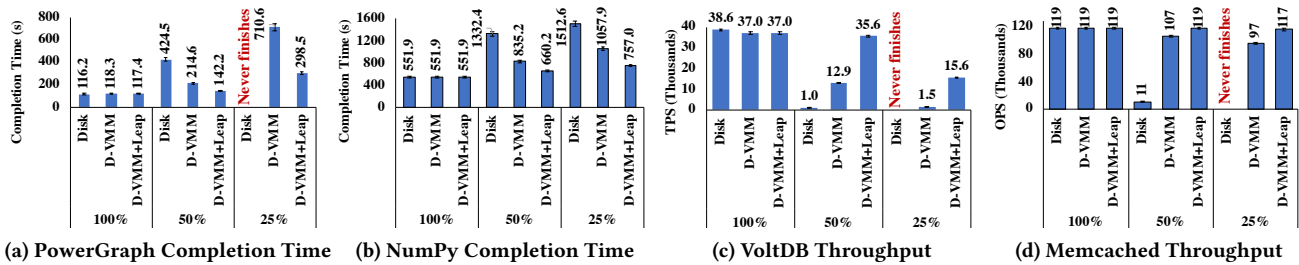 Completion Time (s)
800
600
400
200
0
116.2
118.3
117.4
424.5
214.6
142.2
Never finishes
710.6
298.5
Disk
D-VMM
D-VMM+Leap
Disk
D-VMM
D-VMM+Leap
Disk
D-VMM
D-VMM+Leap
100%
50%
25%
(a) PowerGraph Completion Time
Completion Time (s)
1600
1200
800
400
0
551.9
551.9
551.9
1332.4
835.2
660.2
1512.6
1057.9
757.0
Disk
D-VMM
D-VMM+Leap
Disk
D-VMM
D-VMM+Leap
Disk
D-VMM
D-VMM+Leap
100%
50%
25%
(b) NumPy Completion Time
TPS (Thousands)
40
30
20
10
0
38.6
37.0
37.0
1.0
12.9
35.6
Never finishes
1.5
15.6
Disk
D-VMM
D-VMM+Leap
Disk
D-VMM
D-VMM+Leap
Disk
D-VMM
D-VMM+Leap
100%
50%
25%
(c) VoltDB Throughput
OPS (Thousands)
120
80
40
0
119
119
119
11
107
119
Never finishes
97
117
Disk
D-VMM
D-VMM+Leap
Disk
D-VMM
D-VMM+Leap
Disk
D-VMM
D-VMM+Leap
100%
50%
25%
(d) Memcached Throughput